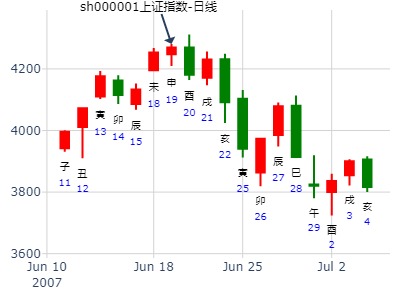 sh000001上证指数-日线
4200
4000
3800
3600
子
11
丑
12
寅
13
卯
14
辰
15
未
18
申
19
酉
20
戌
21
亥
22
寅
25
卯
26
辰
27
巳
28
午
29
酉
2
戌
3
亥
4
Jun 10
2007
Jun 18
Jun 25
Jul 2